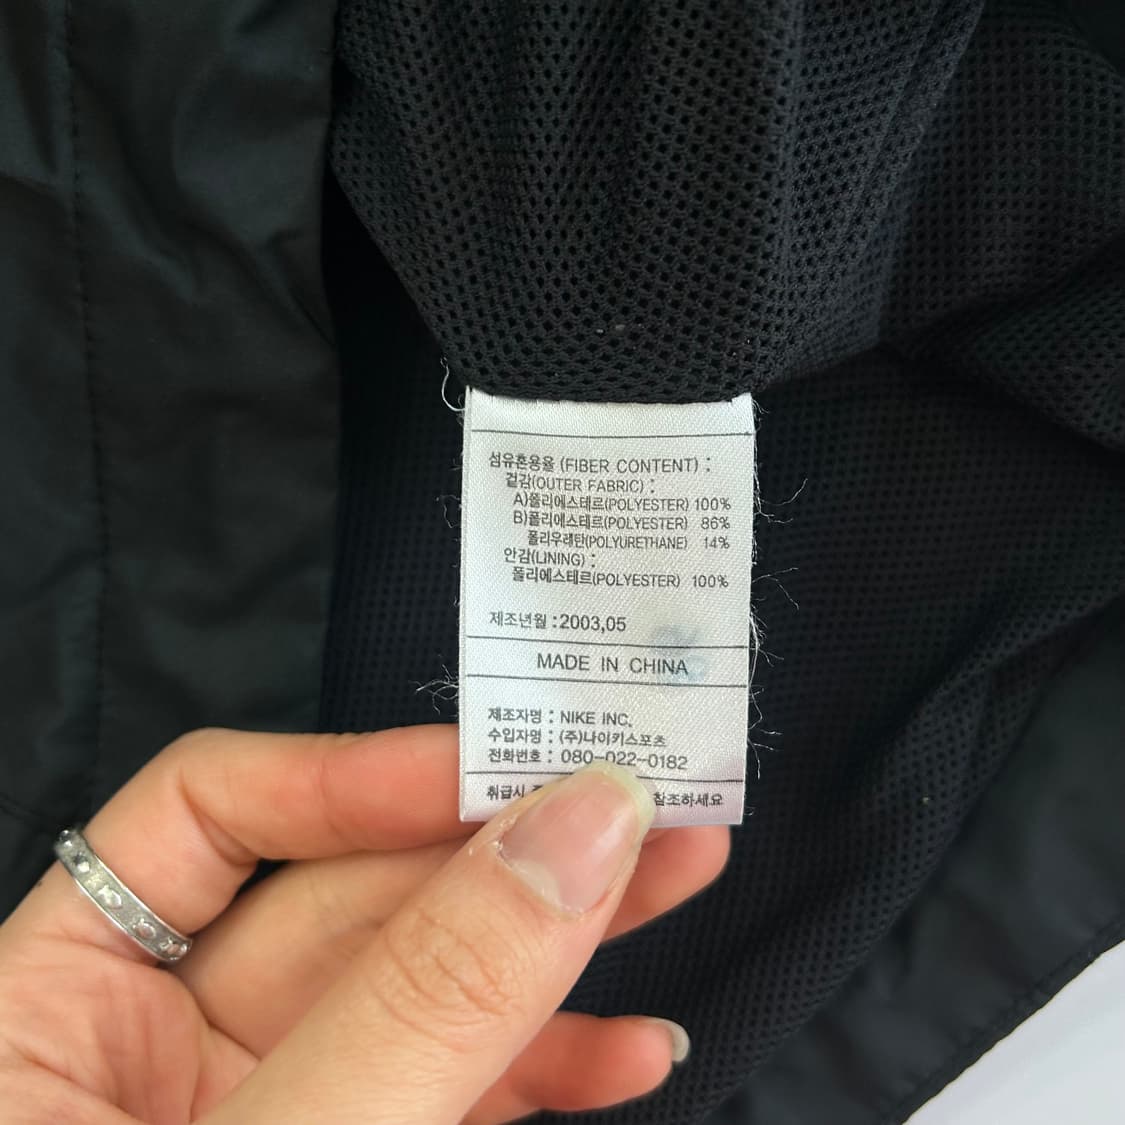 섬유혼용율 (FIBER CONTENT) :
겉감(OUTER FABRIC) :
A)폴리에스테르(POLYESTER) 100%
B)폴리에스테르(POLYESTER) 86%
폴리우레탄(POLYURETHANE) 14%
안감(LINING) :
폴리에스테르(POLYESTER) 100%
제조년월 : 2003,05
MADE IN CHINA
제조자명 : NIKE INC.
수입자명 : (주)나이키스포츠
전화번호 : 080-022-0182
취급시 참조하세요